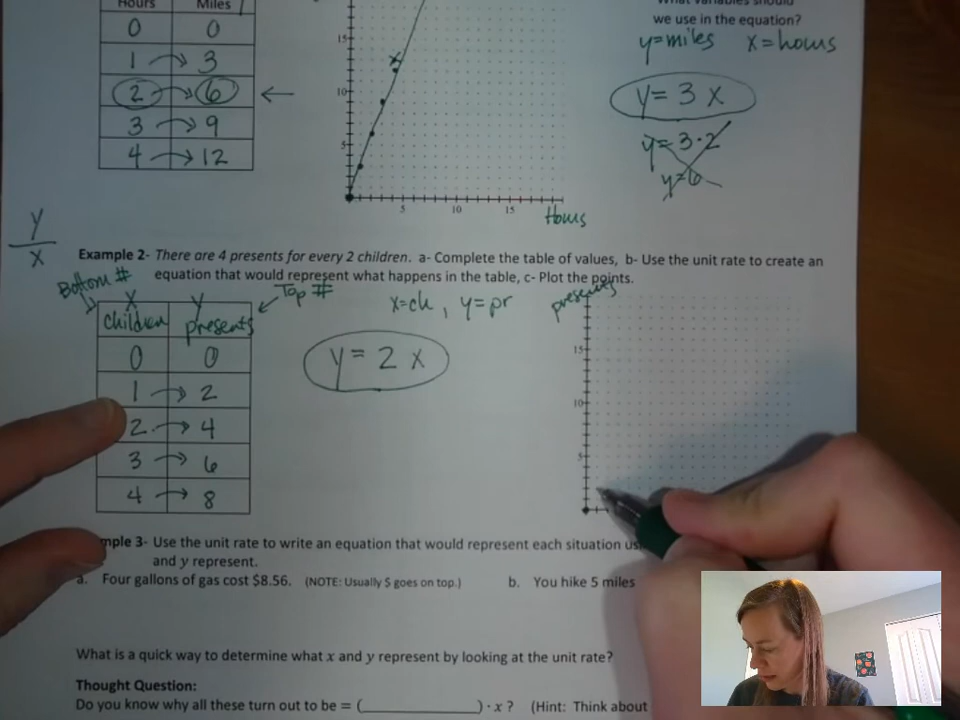 Hours Miles
we use in the equation?
y=miles x=hours
0 0
1 3
2 6
3 9
4 12
15
10
5
5 10 15 Hours
y = 3 x
y=3·2
y=6
y
x
Example 2- There are 4 presents for every 2 children. a- Complete the table of values, b- Use the unit rate to create an
equation that would represent what happens in the table, c- Plot the points.
Bottom # Top #
x y
children presents
0 0
1 2
2 4
3 6
4 8
x=ch, y=pr
y = 2 x
presents
15
10
5
mple 3- Use the unit rate to write an equation that would represent each situation
and y represent.
a. Four gallons of gas cost $8.56. (NOTE: Usually $ goes on top.) b. You hike 5 miles
What is a quick way to determine what x and y represent by looking at the unit rate?
Thought Question:
Do you know why all these turn out to be = (__________) · x ? (Hint: Think about